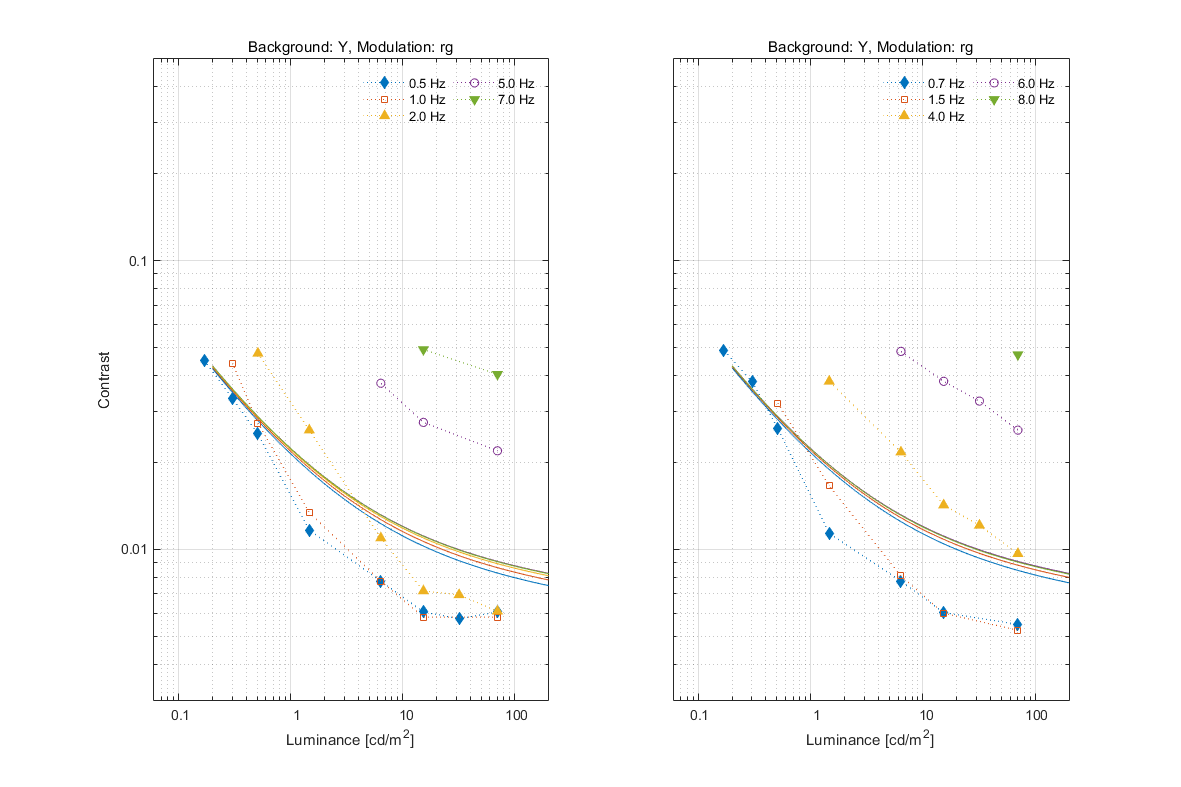 Background: Y, Modulation: rg
0.5 Hz
1.0 Hz
2.0 Hz
5.0 Hz
7.0 Hz
0.1
0.01
Contrast
0.1
1
10
100
Luminance [cd/m2]
Background: Y, Modulation: rg
0.7 Hz
1.5 Hz
4.0 Hz
6.0 Hz
8.0 Hz
0.1
1
10
100
Luminance [cd/m2]